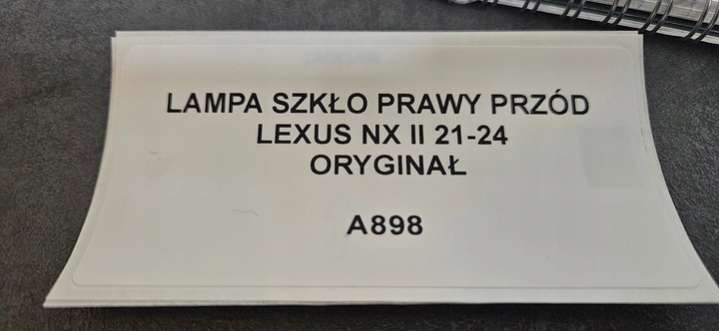 LAMPA SZKŁO PRAWY PRZÓD
LEXUS NX II 21-24
ORYGINAŁ
A898